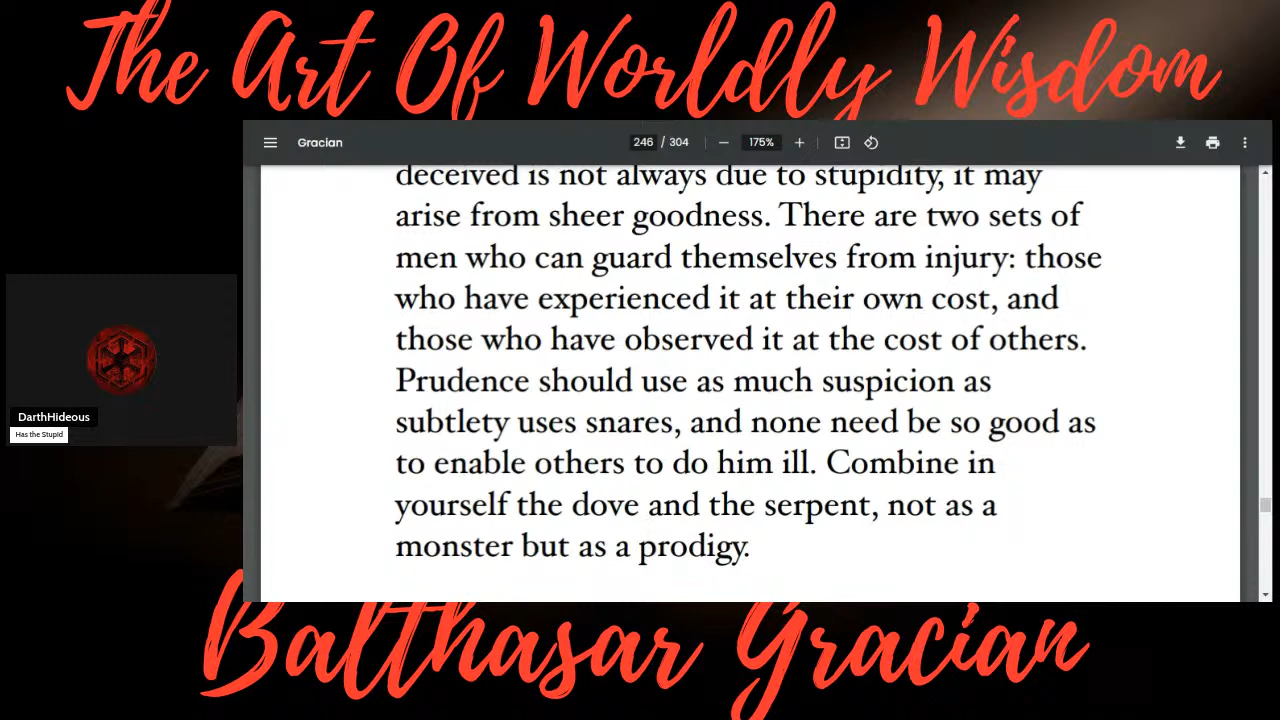 The Art Of Worldly Wisdom
Gracian
246 / 304
175%
deceived is not always due to stupidity, it may
arise from sheer goodness. There are two sets of
men who can guard themselves from injury: those
who have experienced it at their own cost, and
those who have observed it at the cost of others.
Prudence should use as much suspicion as
subtlety uses snares, and none need be so good as
to enable others to do him ill. Combine in
yourself the dove and the serpent, not as a
monster but as a prodigy.
DarthHideous
Has the Stupid
Balthasar Gracian